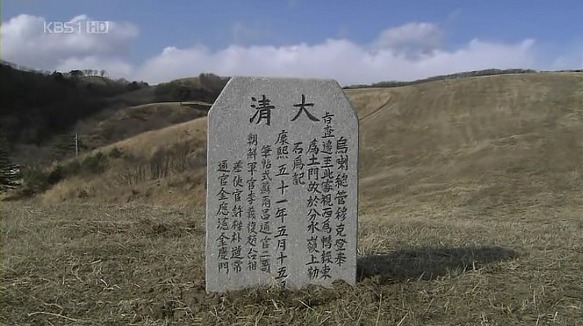 KBS1 HD
大清
烏喇總管穆克登奉
旨查邊至此審視西爲鴨綠東
爲土門故於分水嶺上勒
石爲記
康熙五十一年五月十五日
筆帖式蘇爾昌通官二哥
朝鮮軍官李義復趙台相
差使官許樑朴道常
通官金應瀗金慶門